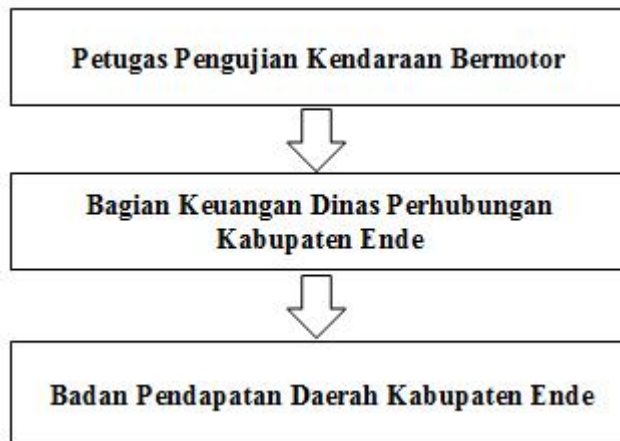 Petugas Pengujian Kendaraan Bermotor
Bagian Keuangan Dinas Perhubungan
Kabupaten Ende
Badan Pendapatan Daerah Kabupaten Ende